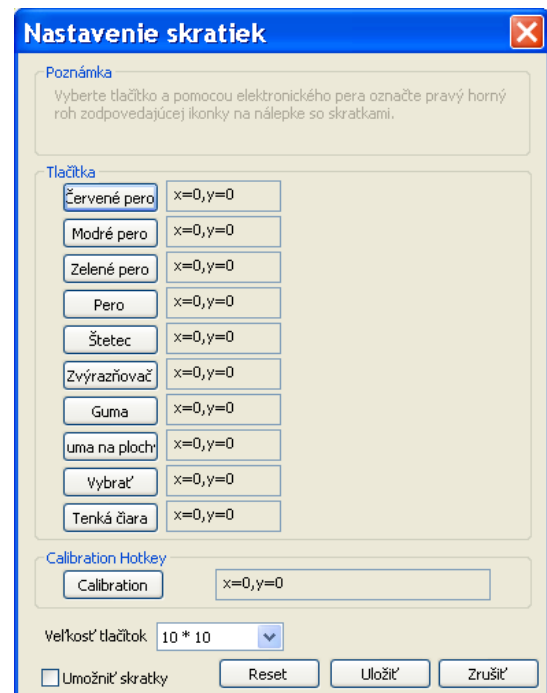 Nastavenie skratiek
Poznámka
Vyberte tlačítko a pomocou elektronického pera označte pravý horný
roh zodpovedajúcej ikonky na nálepke so skratkami.
Tlačítka
Červené pero x=0,y=0
Modré pero x=0,y=0
Zelené pero x=0,y=0
Pero x=0,y=0
Štetec x=0,y=0
Zvýrazňovač x=0,y=0
Guma x=0,y=0
uma na ploch x=0,y=0
Vybrať x=0,y=0
Tenká čiara x=0,y=0
Calibration Hotkey
Calibration x=0,y=0
Veľkosť tlačítok 10 * 10
Umožniť skratky Reset Uložiť Zrušiť